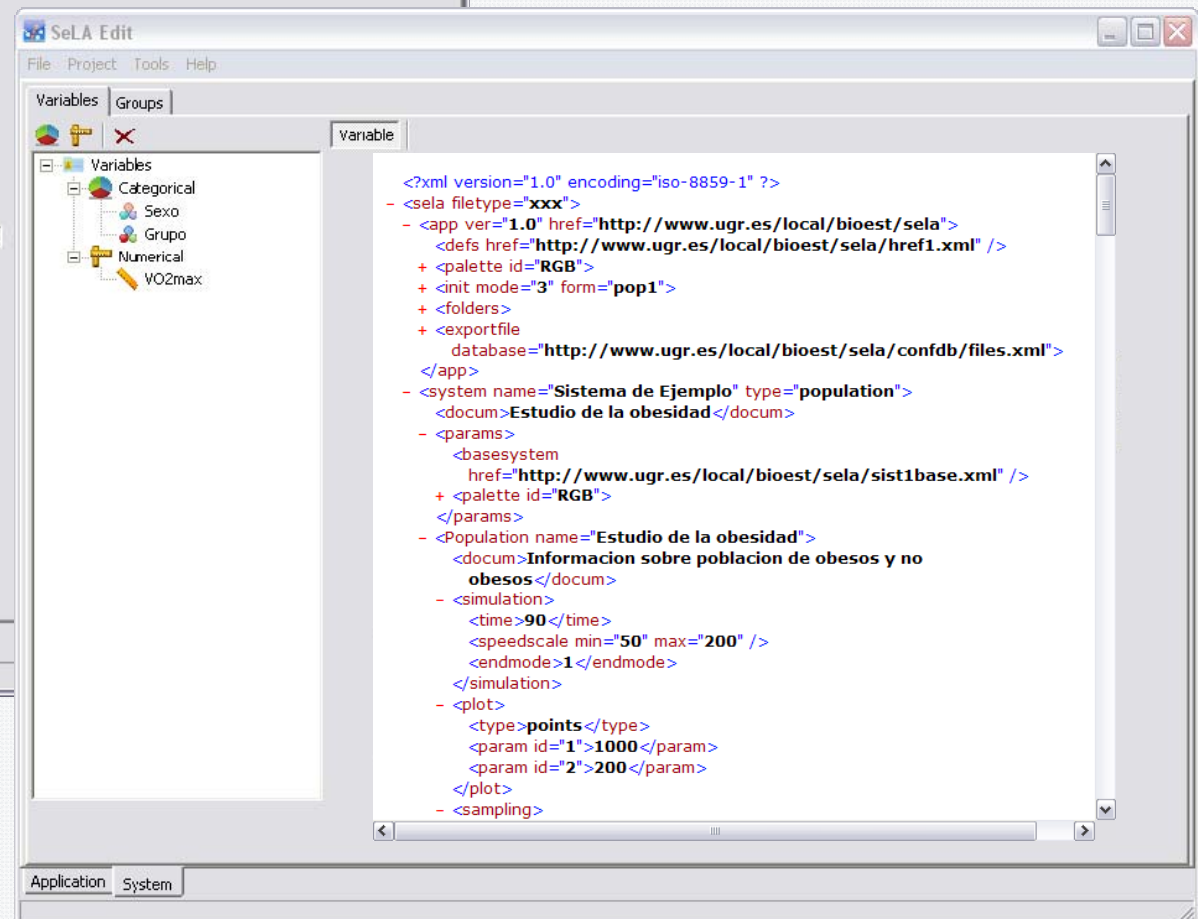 SeLA Edit
File Project Tools Help
Variables Groups
Variable
Variables
Categorical
Sexo
Grupo
Numerical
VO2max
<?xml version="1.0" encoding="iso-8859-1" ?>
- <sela filetype="xxx">
- <app ver="1.0" href="http://www.ugr.es/local/bioest/sela">
<defs href="http://www.ugr.es/local/bioest/sela/href1.xml" />
+ <palette id="RGB">
+ <init mode="3" form="pop1">
+ <folders>
+ <exportfile
database="http://www.ugr.es/local/bioest/sela/confdb/files.xml">
</app>
- <system name="Sistema de Ejemplo" type="population">
<docum>Estudio de la obesidad</docum>
- <params>
<basesystem
href="http://www.ugr.es/local/bioest/sela/sist1base.xml" />
+ <palette id="RGB">
</params>
- <Population name="Estudio de la obesidad">
<docum>Informacion sobre poblacion de obesos y no
obesos</docum>
- <simulation>
<time>90</time>
<speedscale min="50" max="200" />
<endmode>1</endmode>
</simulation>
- <plot>
<type>points</type>
<param id="1">1000</param>
<param id="2">200</param>
</plot>
- <sampling>
Application System